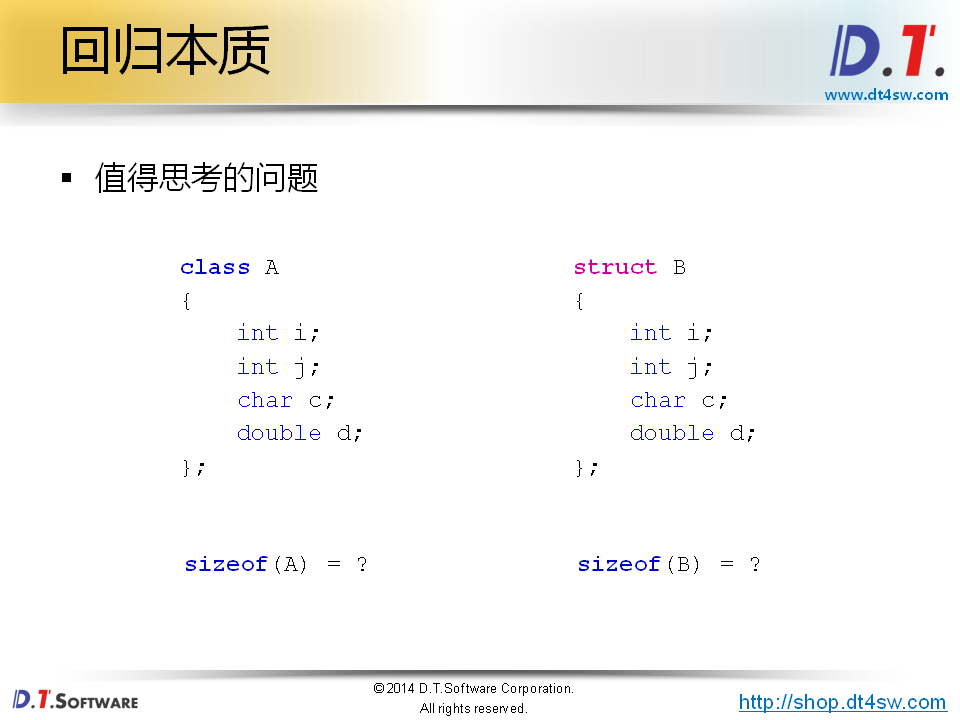 回归本质
D.T.
www.dt4sw.com
▪ 值得思考的问题
class A
{
    int i;
    int j;
    char c;
    double d;
};
sizeof(A) = ?
struct B
{
    int i;
    int j;
    char c;
    double d;
};
sizeof(B) = ?
D.T.SOFTWARE
©2014 D.T.Software Corporation.
All rights reserved.
http://shop.dt4sw.com